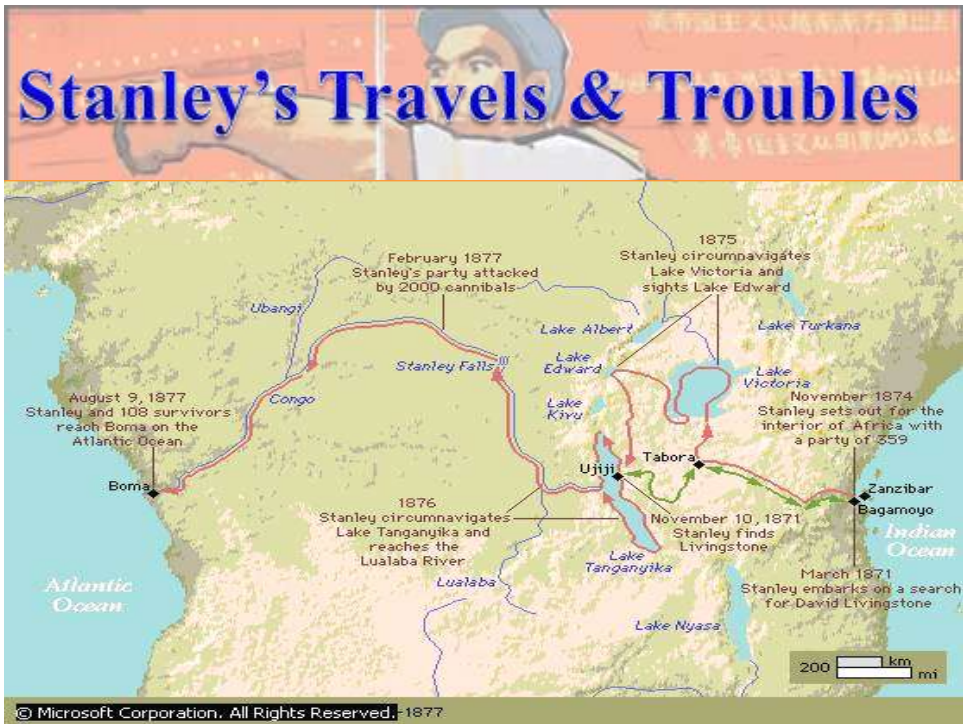 Stanley's Travels & Troubles
1875
Stanley circumnavigates
Lake Victoria and
sights Lake Edward
February 1877
Stanley's party attacked
by 2000 cannibals
Ubangi
Lake Albert
Lake Turkana
Stanley Falls
Lake
Edward
Lake
Victoria
August 9, 1877
Stanley and 108 survivors
reach Boma on the
Atlantic Ocean
Congo
Lake
Kivu
November 1874
Stanley sets out for the
interior of Africa with
a party of 359
Boma
Ujiji
Tabora
Zanzibar
Bagamoyo
1876
Stanley circumnavigates
Lake Tanganyika and
reaches the
Lualaba River
November 10, 1871
Stanley finds
Livingstone
Indian
Ocean
Lake
Tanganyika
Atlantic
Ocean
Lualaba
March 1871
Stanley embarks on a search
for David Livingstone
Lake Nyasa
200 km
mi
© Microsoft Corporation. All Rights Reserved.-1877